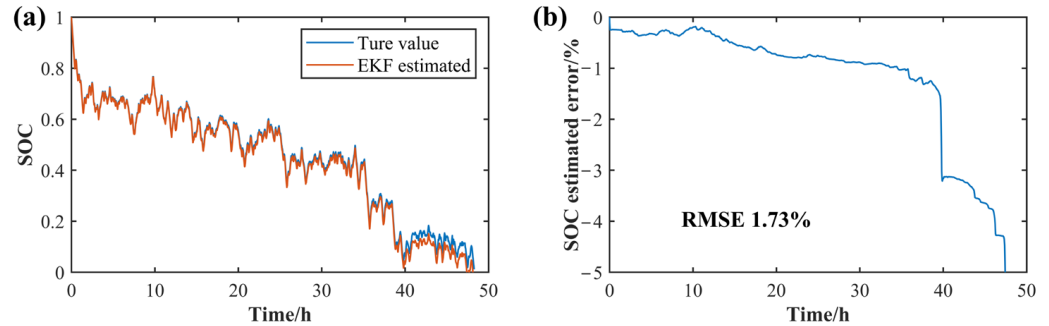 (a)
1
0.8
0.6
0.4
0.2
0
SOC
Ture value
EKF estimated
0 10 20 30 40 50
Time/h
(b)
0
−1
−2
−3
−4
−5
SOC estimated error/%
RMSE 1.73%
0 10 20 30 40 50
Time/h